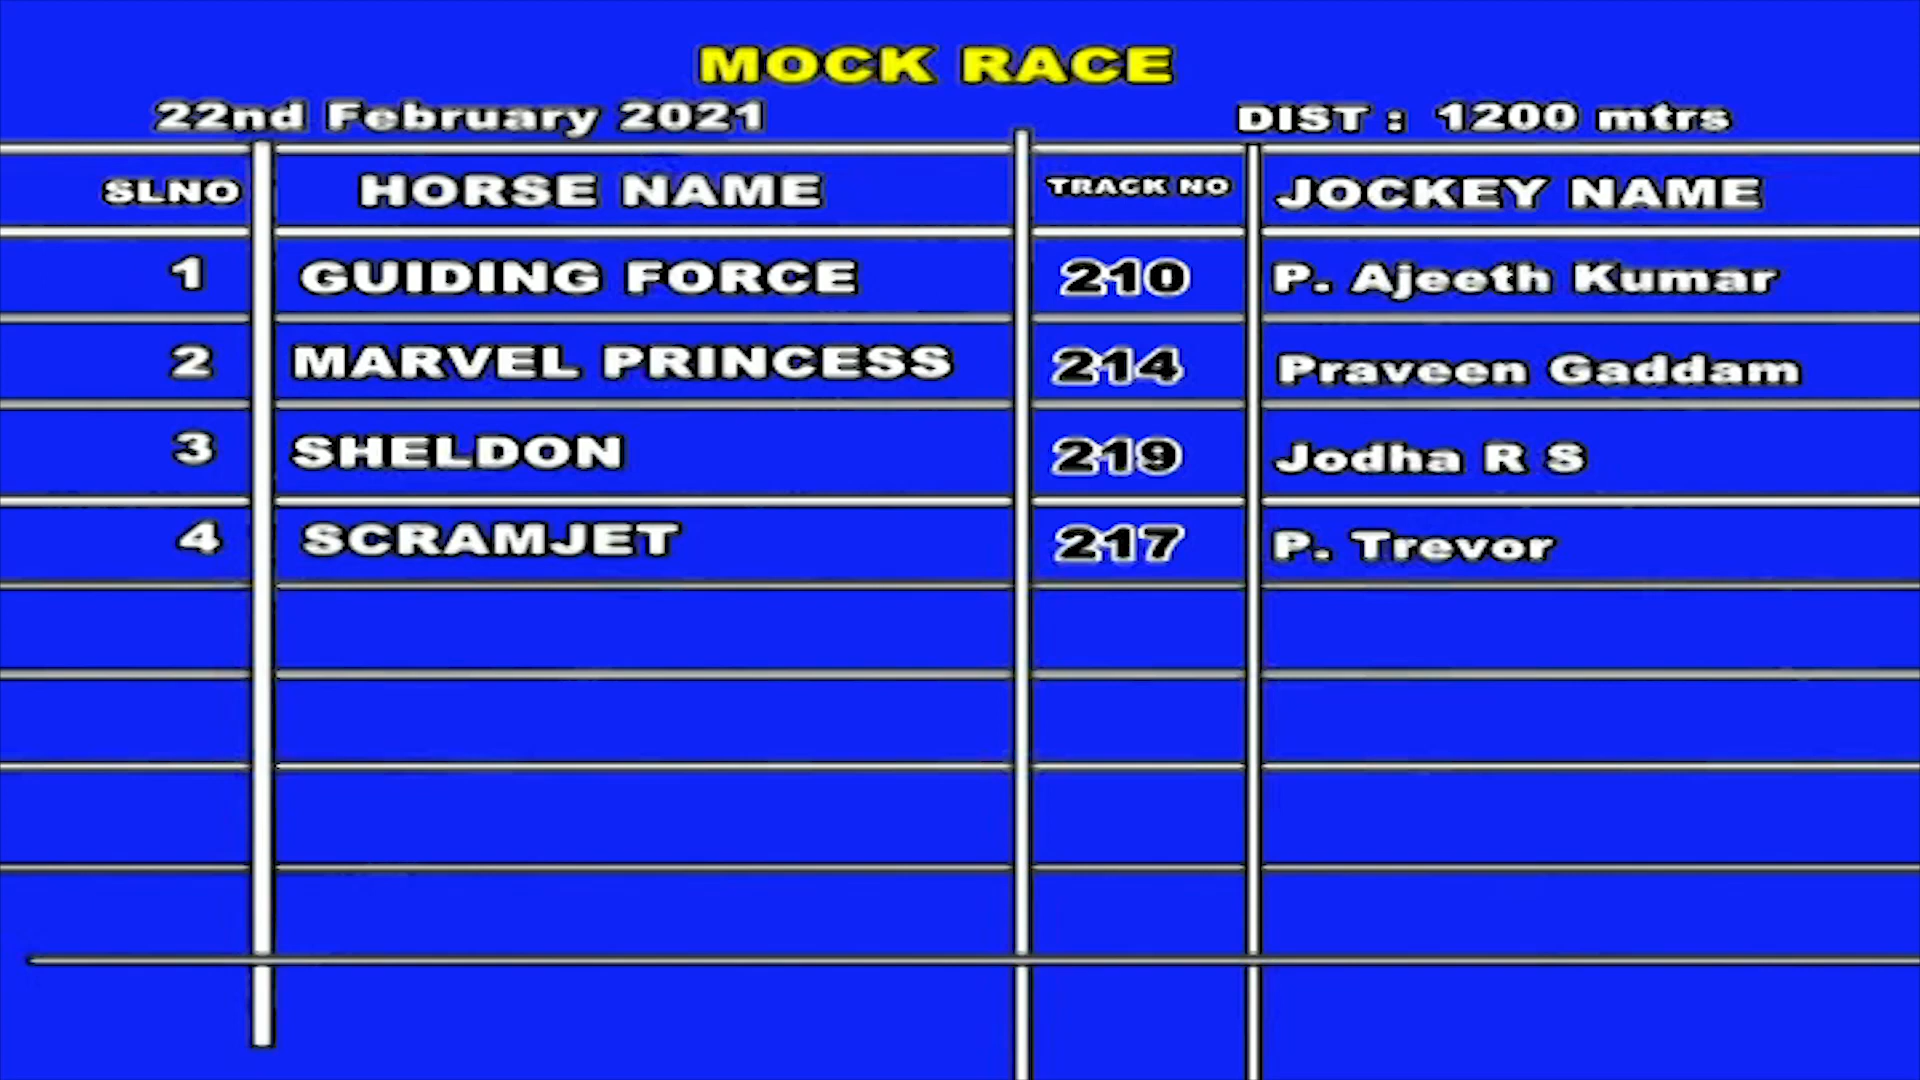 MOCK RACE
22nd February 2021 DIST : 1200 mtrs
SLNO HORSE NAME TRACK NO JOCKEY NAME
1 GUIDING FORCE 210 P. Ajeeth Kumar
2 MARVEL PRINCESS 214 Praveen Gaddam
3 SHELDON 219 Jodha R S
4 SCRAMJET 217 P. Trevor